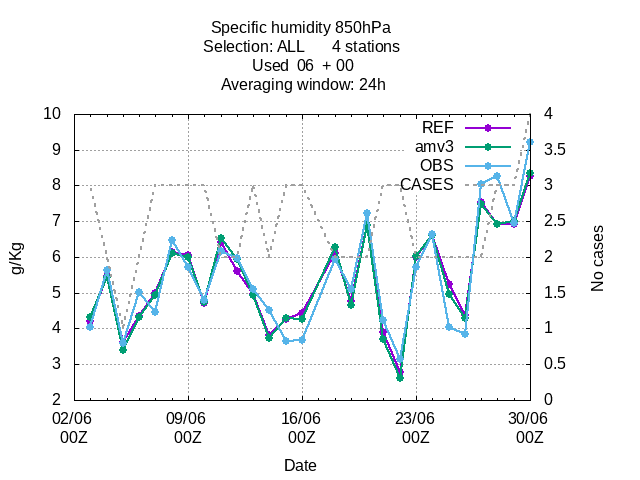 Specific humidity 850hPa
Selection: ALL      4 stations
Used  06  + 00
Averaging window: 24h
10
9
8
7
6
5
4
3
2
g/Kg
REF
amv3
OBS
CASES
4
3.5
3
2.5
2
1.5
1
0.5
0
No cases
02/06 09/06 16/06 23/06 30/06
00Z 00Z 00Z 00Z 00Z
Date